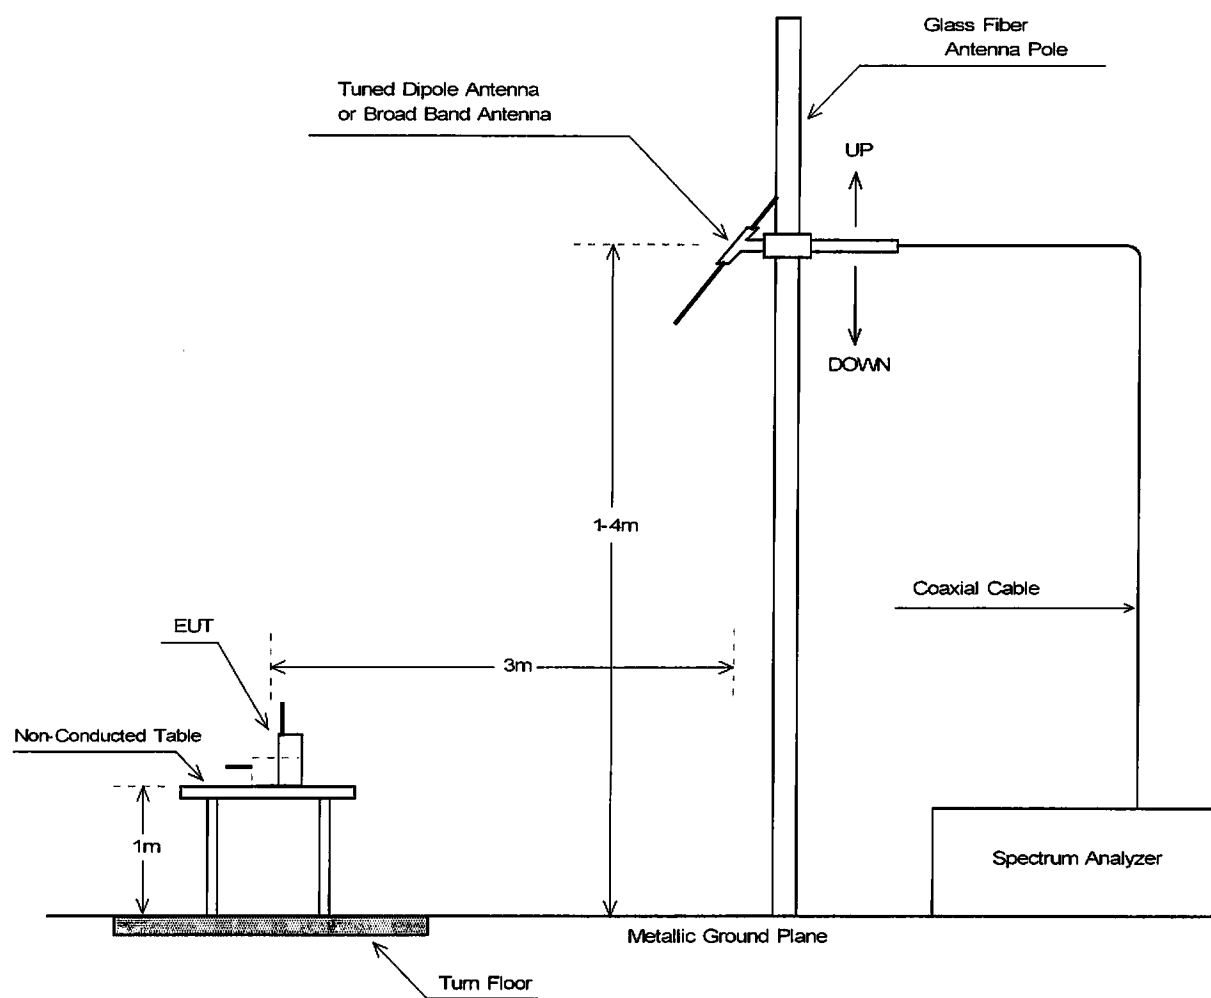 Glass Fiber
Antenna Pole
Tuned Dipole Antenna
or Broad Band Antenna
UP
DOWN
1-4m
Coaxial Cable
EUT
3m
Non-Conducted Table
1m
Spectrum Analyzer
Metallic Ground Plane
Turn Floor